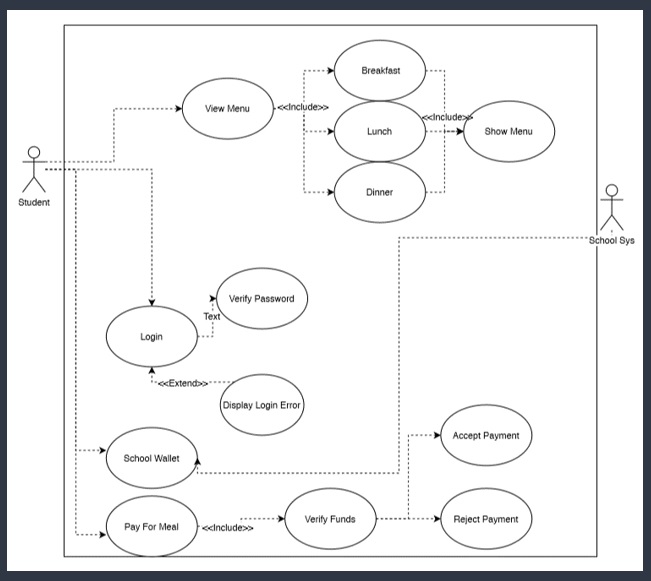 Breakfast
View Menu
<<Include>>
<<Include>>
Lunch
Show Menu
Dinner
Student
School Sys
Verify Password
Text
Login
<<Extend>>
Display Login Error
Accept Payment
School Wallet
Pay For Meal
<<Include>>
Verify Funds
Reject Payment